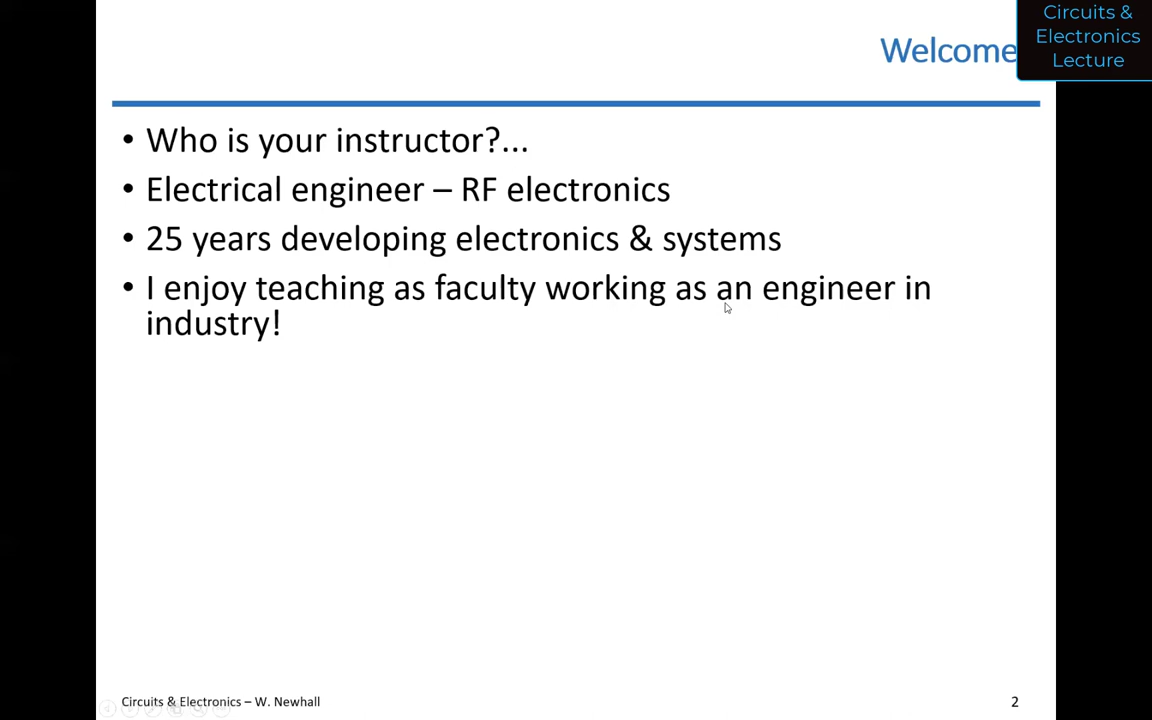 Circuits &
Electronics
Lecture
Welcome
• Who is your instructor?...
• Electrical engineer – RF electronics
• 25 years developing electronics & systems
• I enjoy teaching as faculty working as an engineer in
industry!
Circuits & Electronics – W. Newhall
2